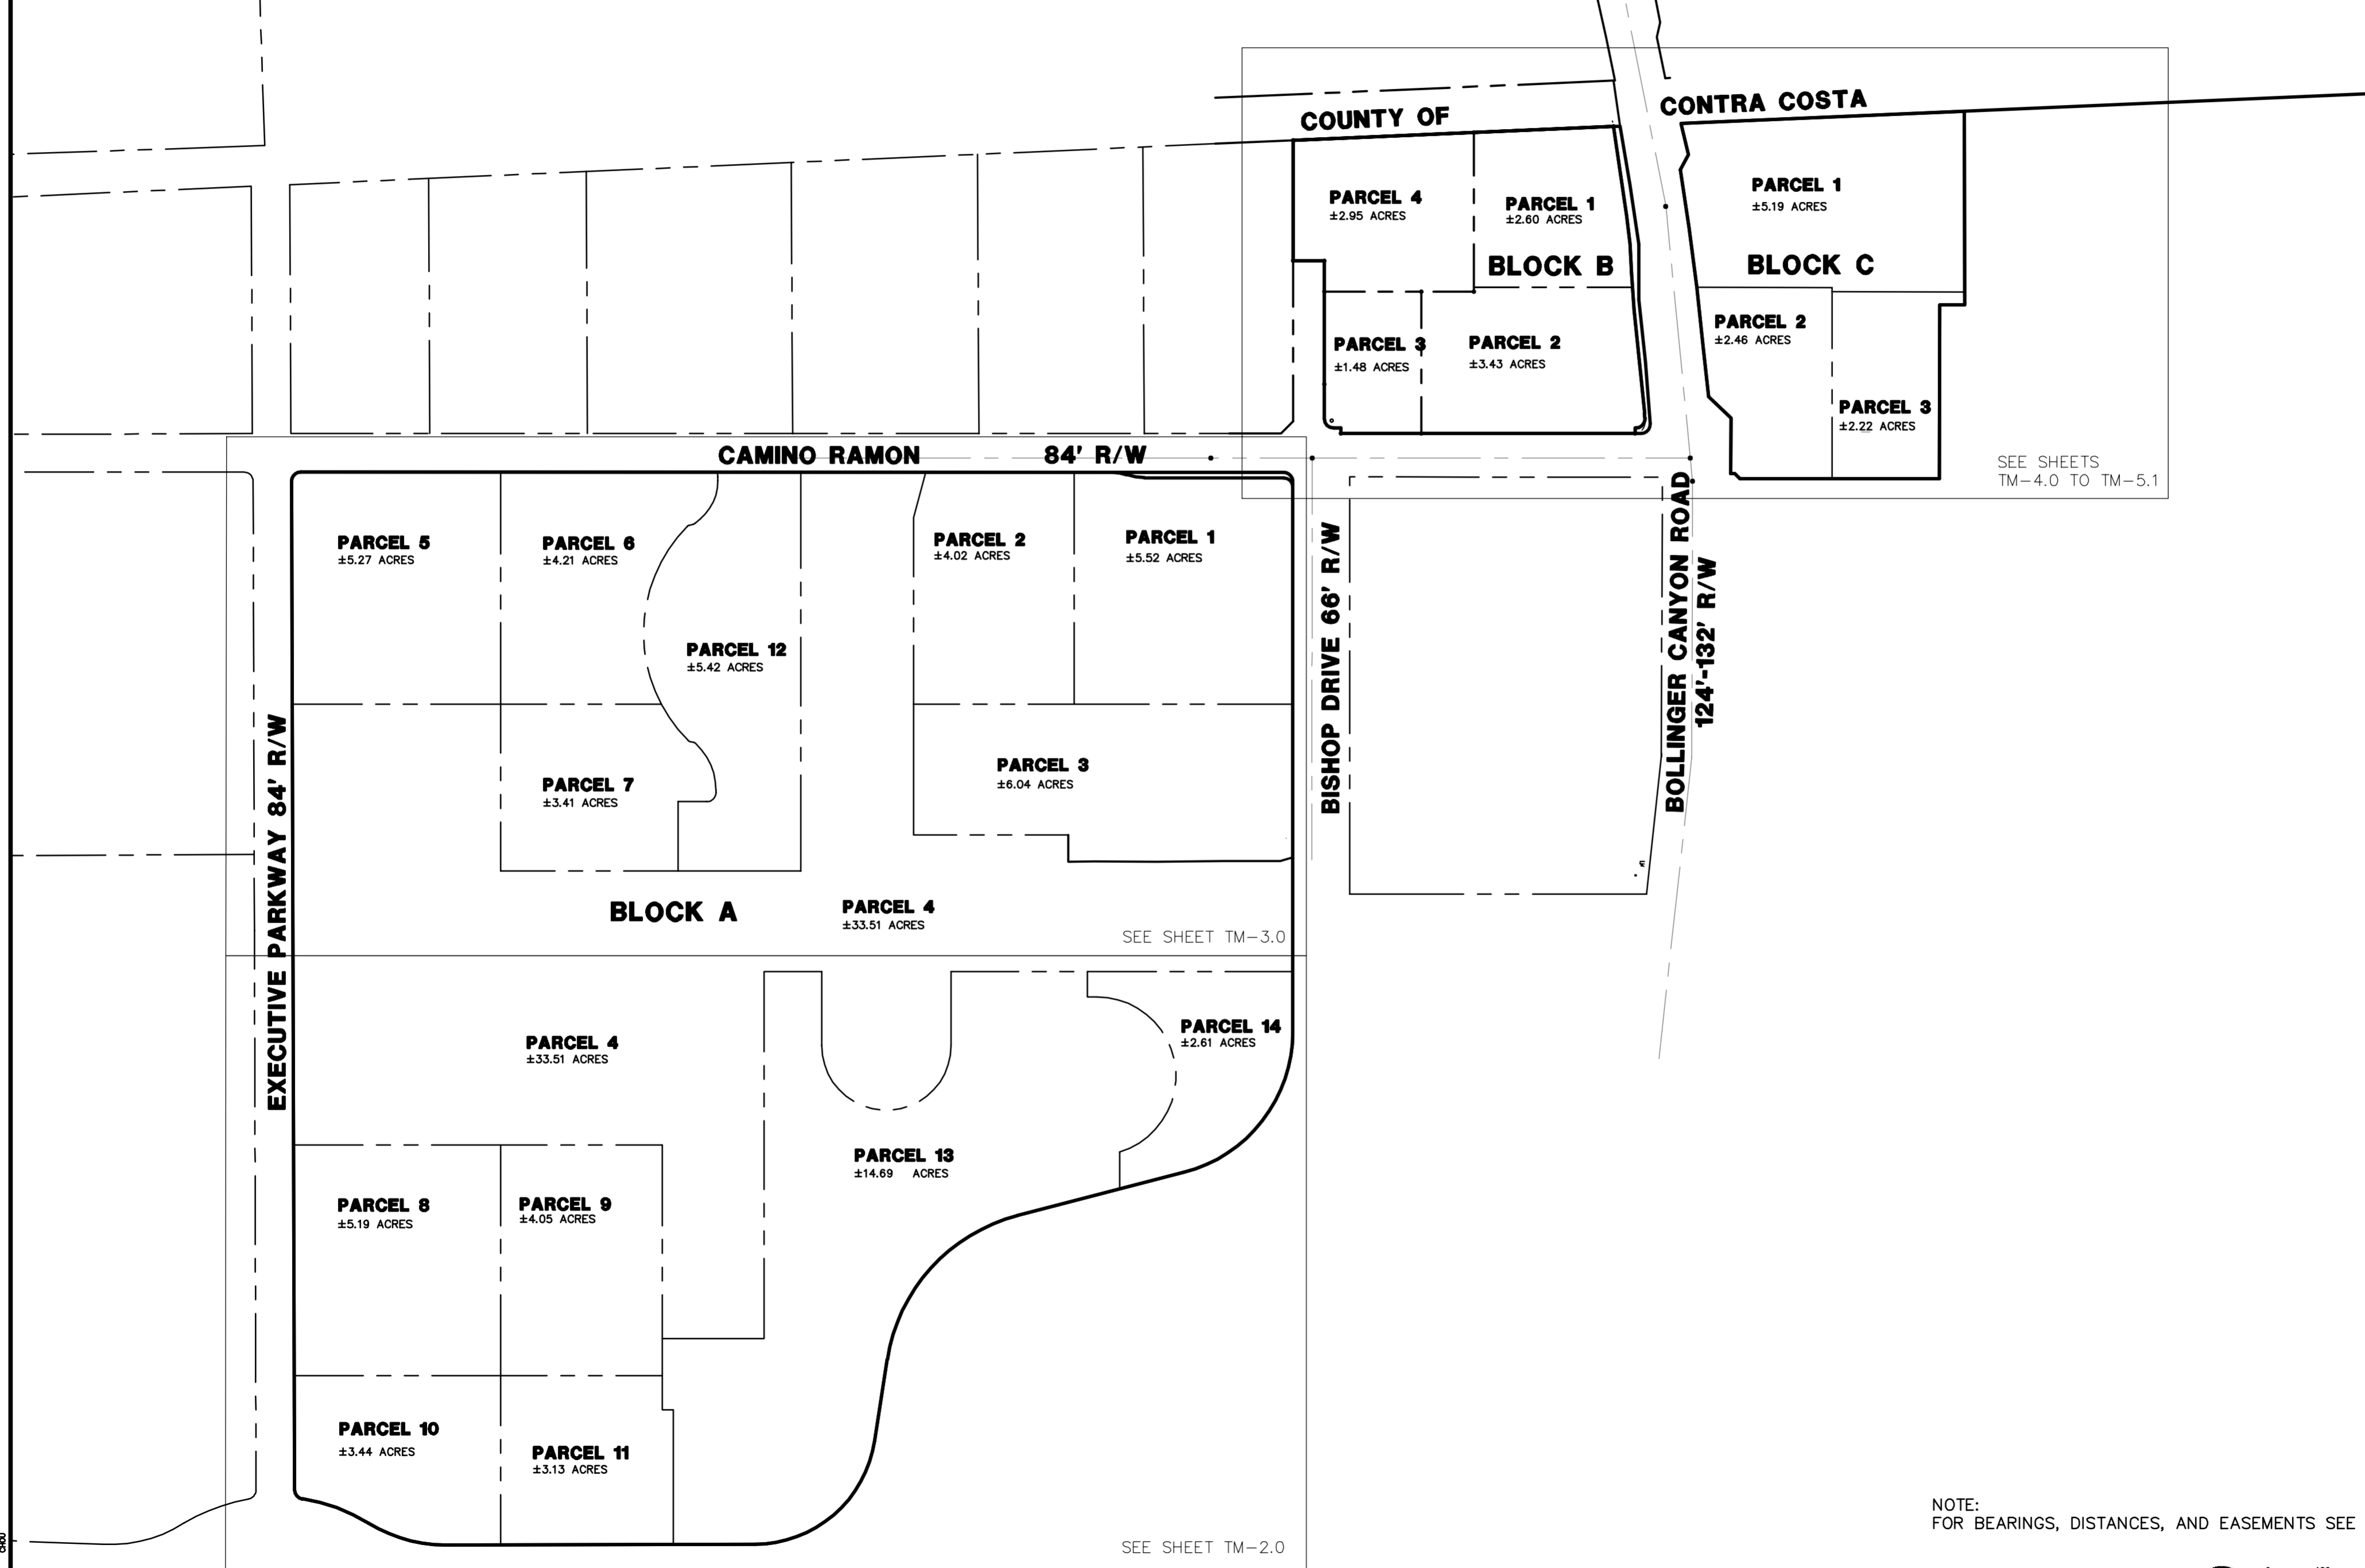 COUNTY OF
CONTRA COSTA
PARCEL 4
±2.95 ACRES
PARCEL 1
±2.60 ACRES
BLOCK B
PARCEL 3
±1.48 ACRES
PARCEL 2
±3.43 ACRES
PARCEL 1
±5.19 ACRES
BLOCK C
PARCEL 2
±2.46 ACRES
PARCEL 3
±2.22 ACRES
SEE SHEETS
TM-4.0 TO TM-5.1
CAMINO RAMON 84' R/W
PARCEL 5
±5.27 ACRES
PARCEL 6
±4.21 ACRES
PARCEL 12
±5.42 ACRES
PARCEL 2
±4.02 ACRES
PARCEL 1
±5.52 ACRES
PARCEL 7
±3.41 ACRES
PARCEL 3
±6.04 ACRES
BLOCK A
PARCEL 4
±33.51 ACRES
SEE SHEET TM-3.0
EXECUTIVE PARKWAY 84' R/W
BISHOP DRIVE 66' R/W
BOLLINGER CANYON ROAD
124'-132' R/W
PARCEL 4
±33.51 ACRES
PARCEL 14
±2.61 ACRES
PARCEL 13
±14.69 ACRES
PARCEL 8
±5.19 ACRES
PARCEL 9
±4.05 ACRES
PARCEL 10
±3.44 ACRES
PARCEL 11
±3.13 ACRES
SEE SHEET TM-2.0
NOTE:
FOR BEARINGS, DISTANCES, AND EASEMENTS SEE